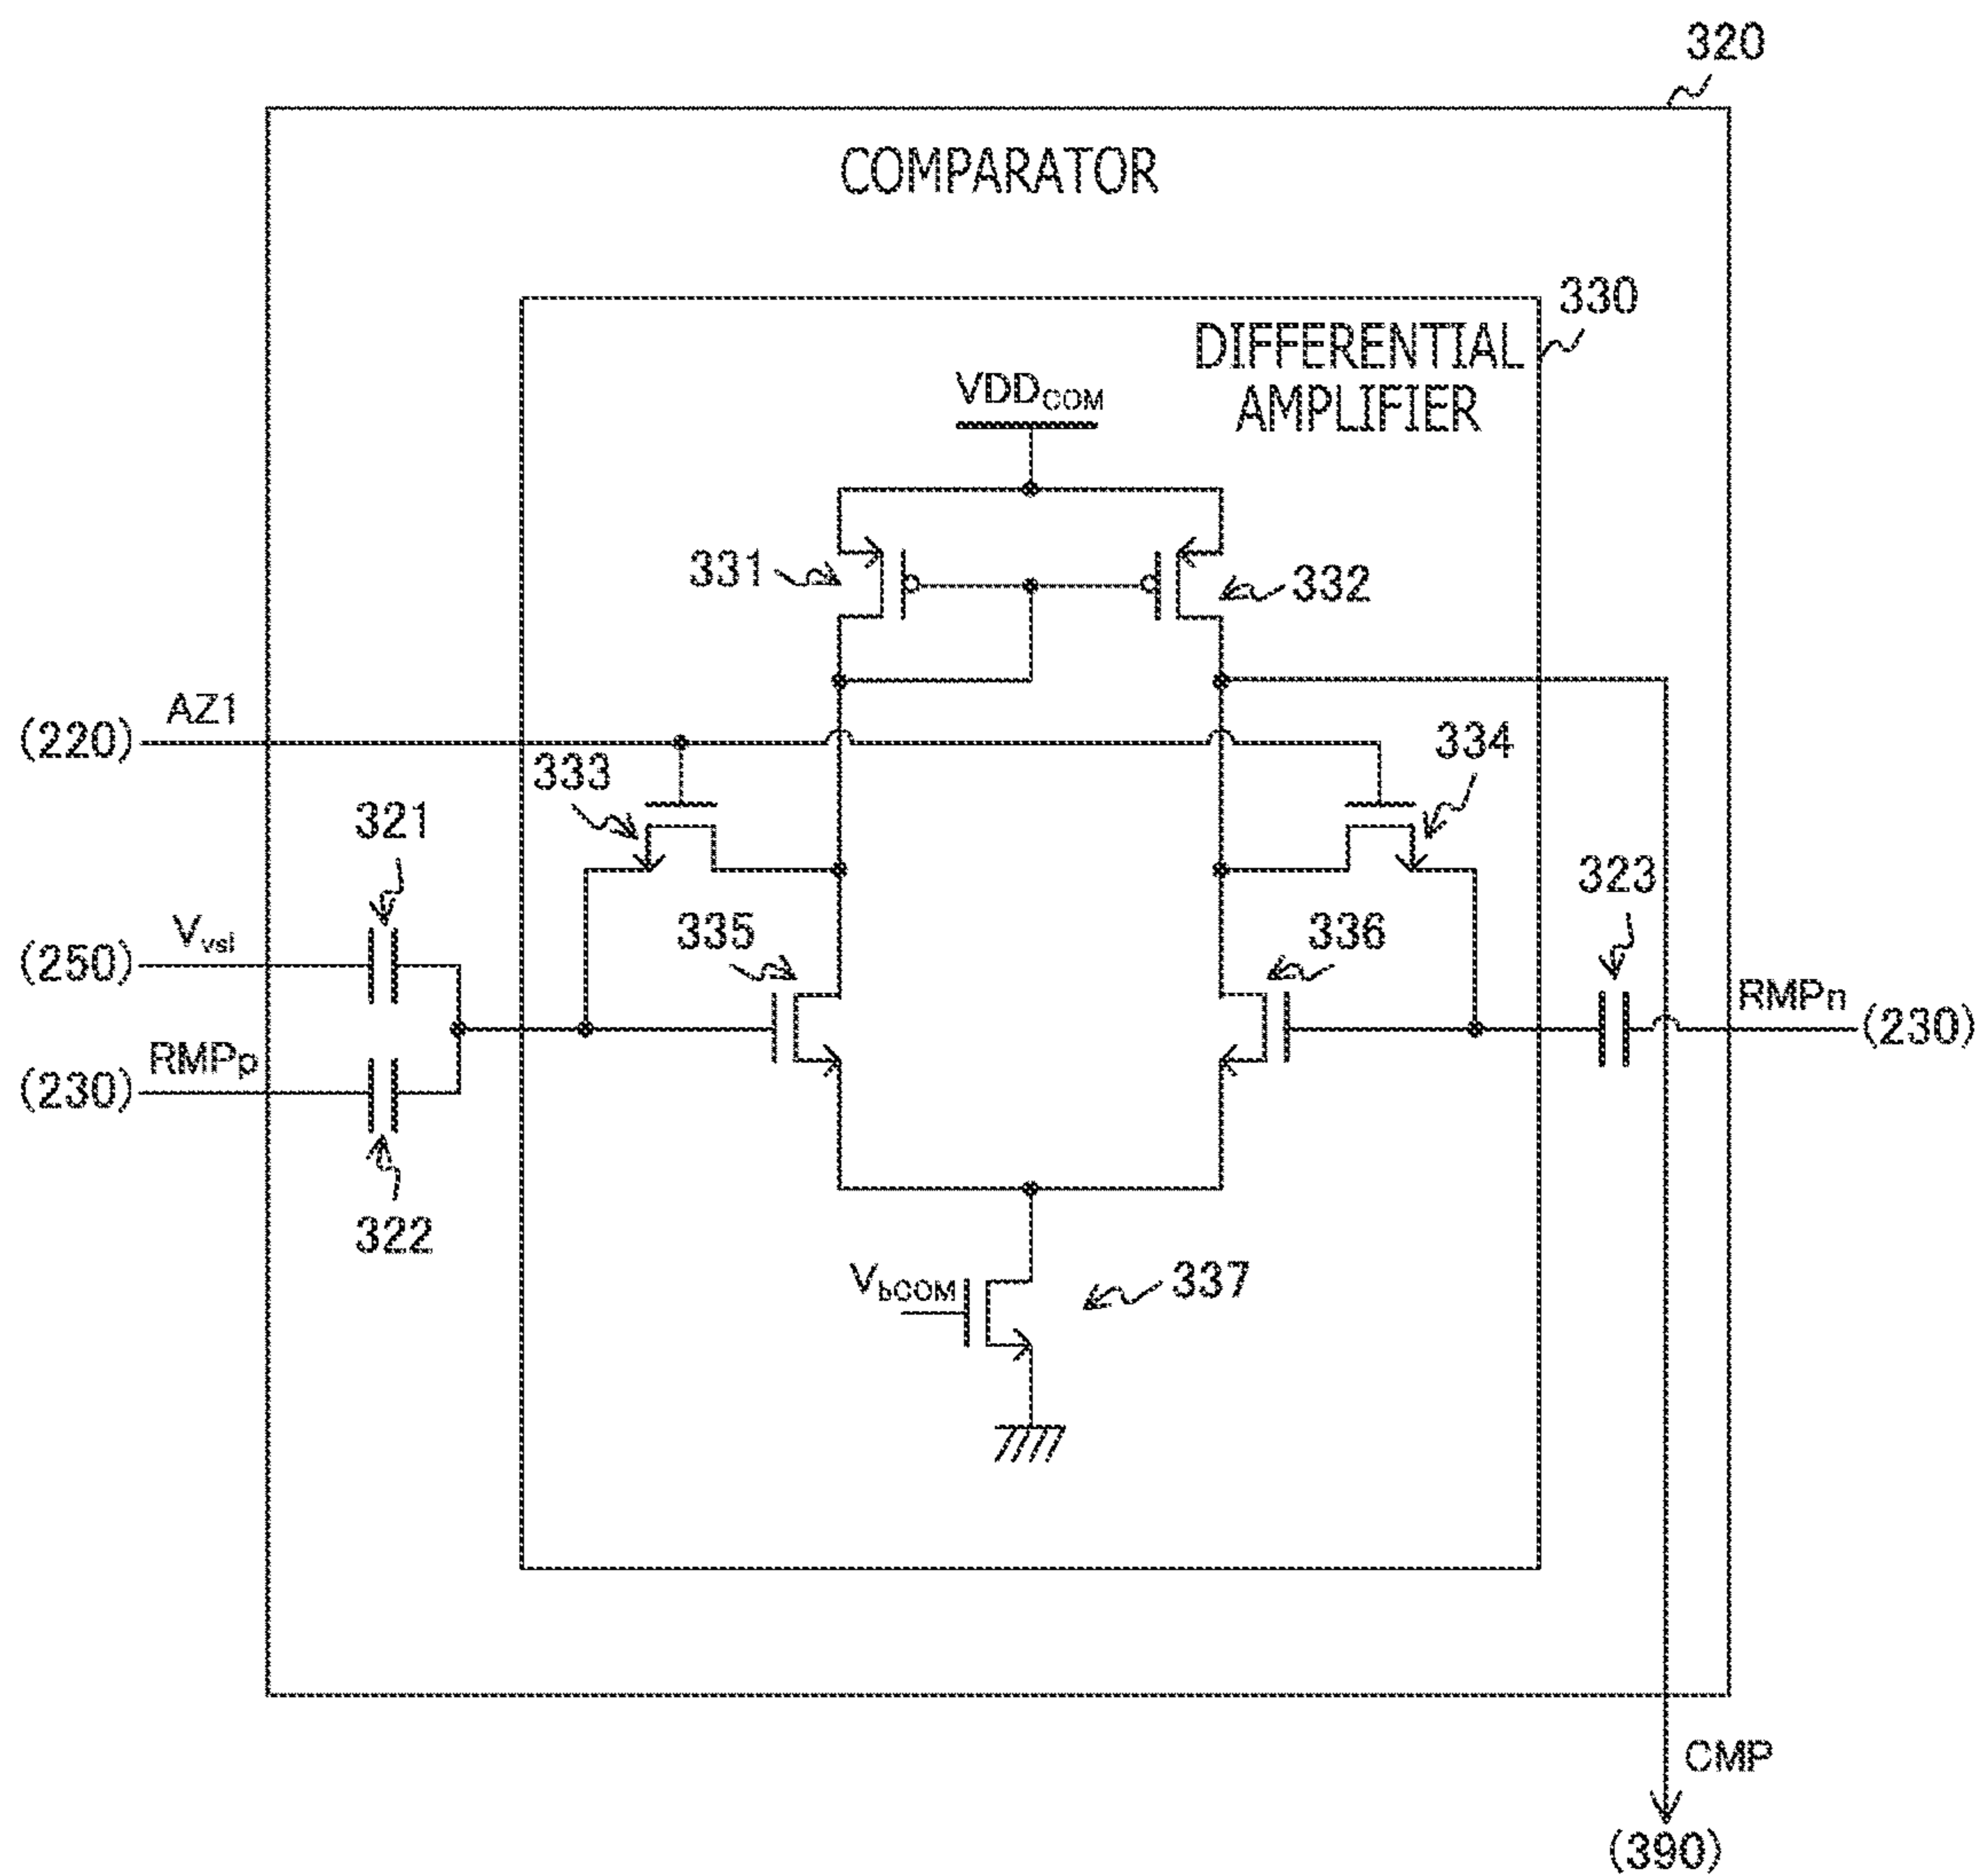 320
COMPARATOR
330
DIFFERENTIAL
AMPLIFIER
VDDCOM
331
332
AZ1
(220)
333
334
321
323
Vvsl
(250)
335
336
RMPn
(230)
RMPp
(230)
322
VbCOM
337
CMP
(390)